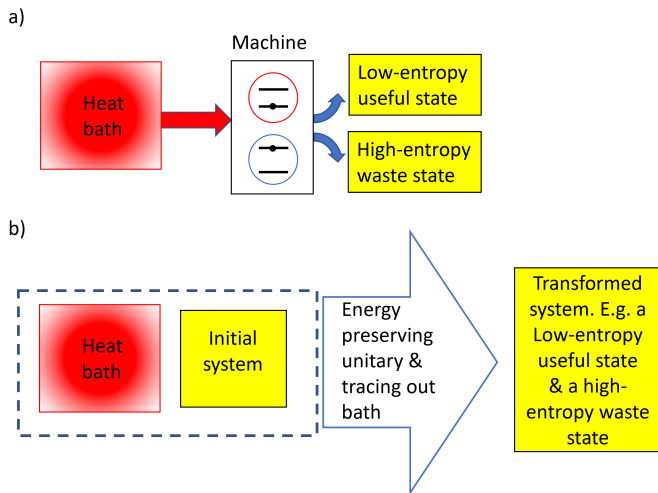 a)
Machine
Heat
bath
Low-entropy
useful state
High-entropy
waste state
b)
Heat
bath
Initial
system
Energy
preserving
unitary &
tracing out
bath
Transformed
system. E.g. a
Low-entropy
useful state
& a high-
entropy waste
state